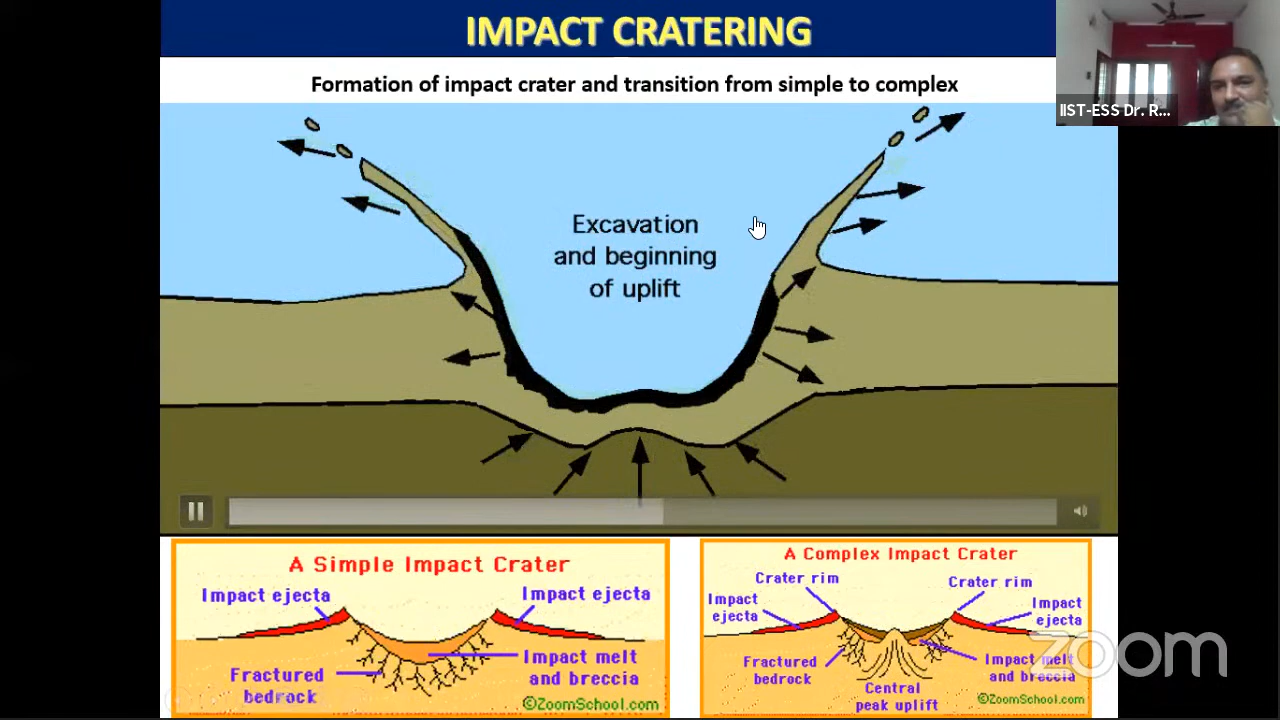 IMPACT CRATERING
IIST-ESS Dr. R...
Formation of impact crater and transition from simple to complex
Excavation
and beginning
of uplift
A Simple Impact Crater
Impact ejecta
Impact ejecta
Fractured
bedrock
Impact melt
and breccia
©ZoomSchool.com
A Complex Impact Crater
Crater rim
Crater rim
Impact
ejecta
Impact
ejecta
Fractured
bedrock
Impact melt
and breccia
Central
peak uplift
©ZoomSchool.com
zoom